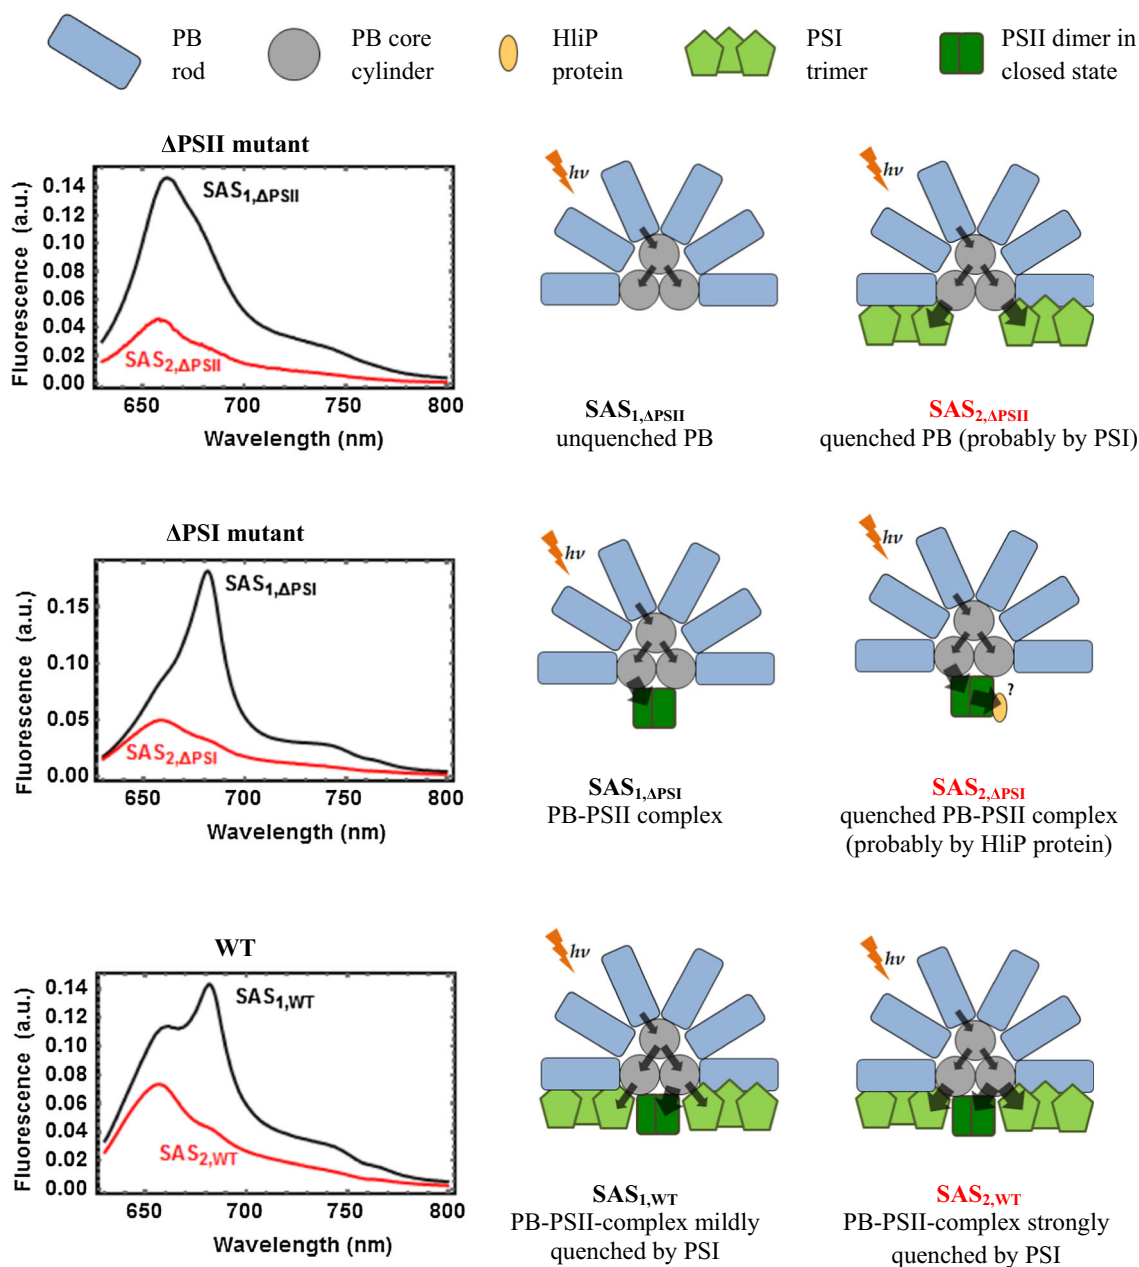 PB
rod
PB core
cylinder
HliP
protein
PSI
trimer
PSII dimer in
closed state
ΔPSII mutant
Fluorescence (a.u.)
0.14
0.12
0.10
0.08
0.06
0.04
0.02
0.00
SAS1,ΔPSII
SAS2,ΔPSII
650 700 750 800
Wavelength (nm)
hν
SAS1,ΔPSII
unquenched PB
hν
SAS2,ΔPSII
quenched PB (probably by PSI)
ΔPSI mutant
Fluorescence (a.u.)
0.15
0.10
0.05
0.00
SAS1,ΔPSI
SAS2,ΔPSI
650 700 750 800
Wavelength (nm)
hν
SAS1,ΔPSI
PB-PSII complex
hν
?
SAS2,ΔPSI
quenched PB-PSII complex
(probably by HliP protein)
WT
Fluorescence (a.u.)
0.14
0.12
0.10
0.08
0.06
0.04
0.02
0.00
SAS1,WT
SAS2,WT
650 700 750 800
Wavelength (nm)
hν
SAS1,WT
PB-PSII-complex mildly
quenched by PSI
hν
SAS2,WT
PB-PSII-complex strongly
quenched by PSI